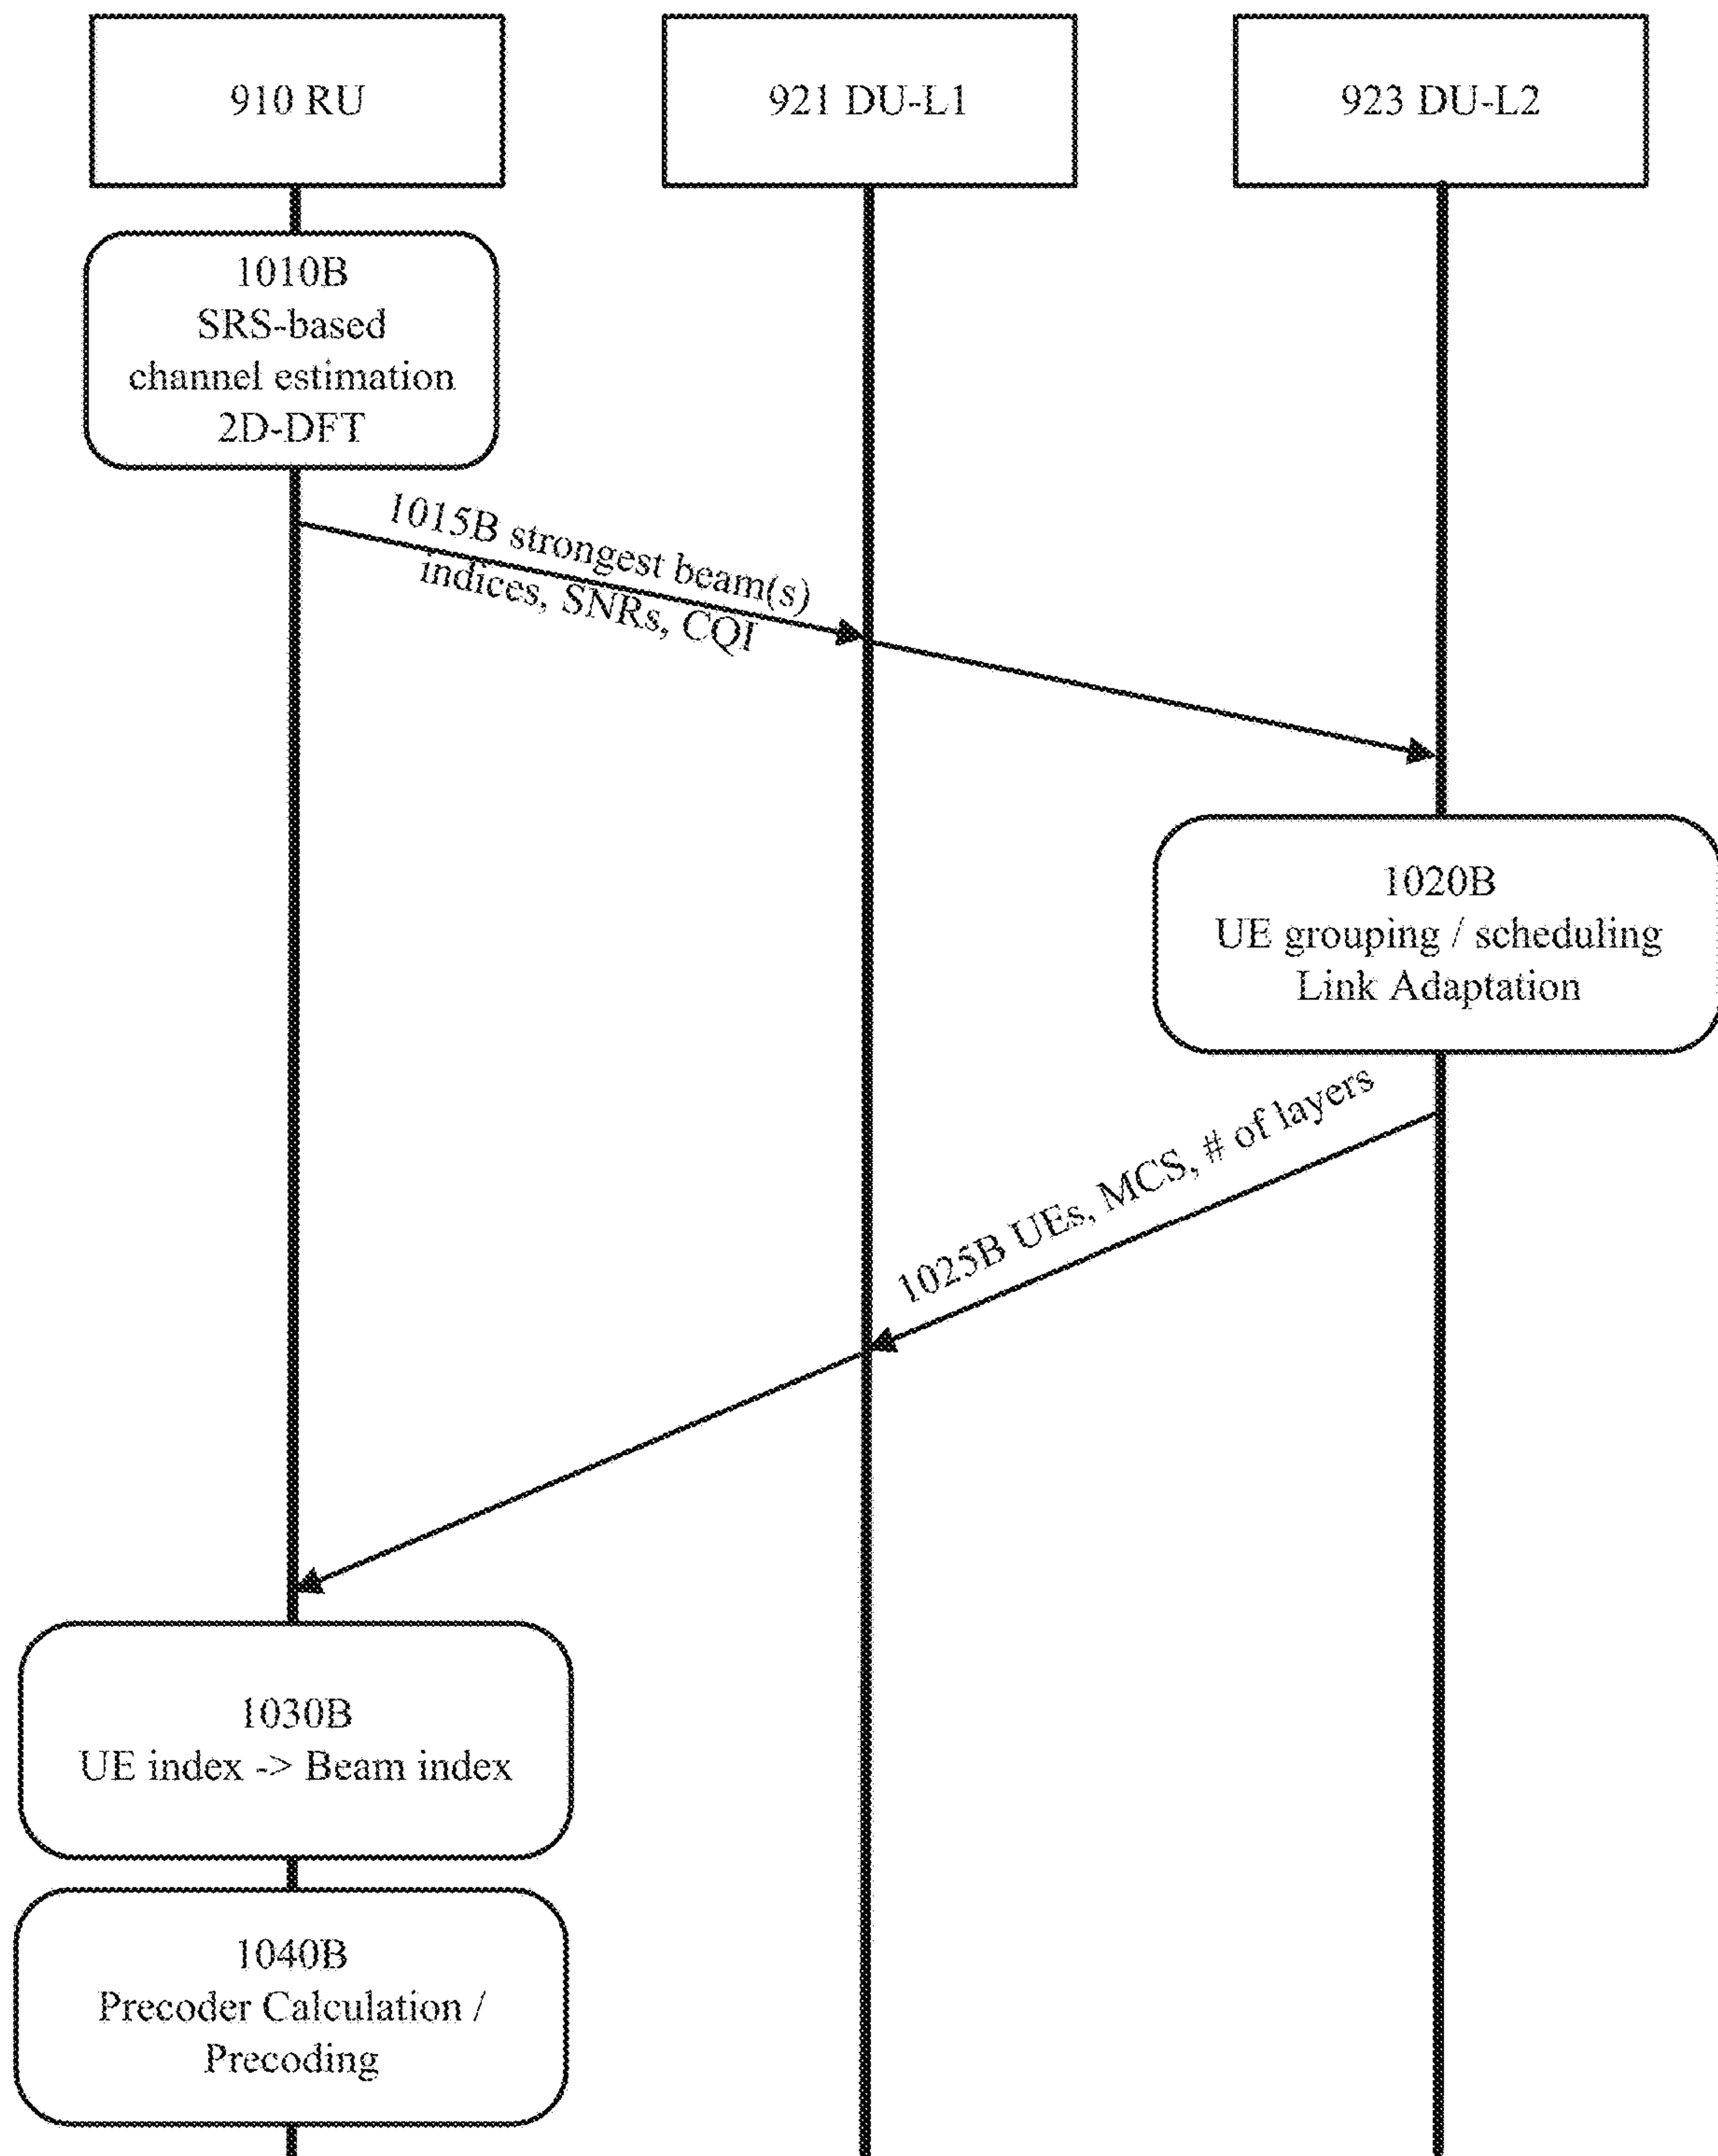 910 RU
921 DU-L1
923 DU-L2
1010B
SRS-based
channel estimation
2D-DFT
1015B strongest beam(s)
indices, SNRs, CQI
1020B
UE grouping / scheduling
Link Adaptation
1025B UEs, MCS, # of layers
1030B
UE index -> Beam index
1040B
Precoder Calculation /
Precoding